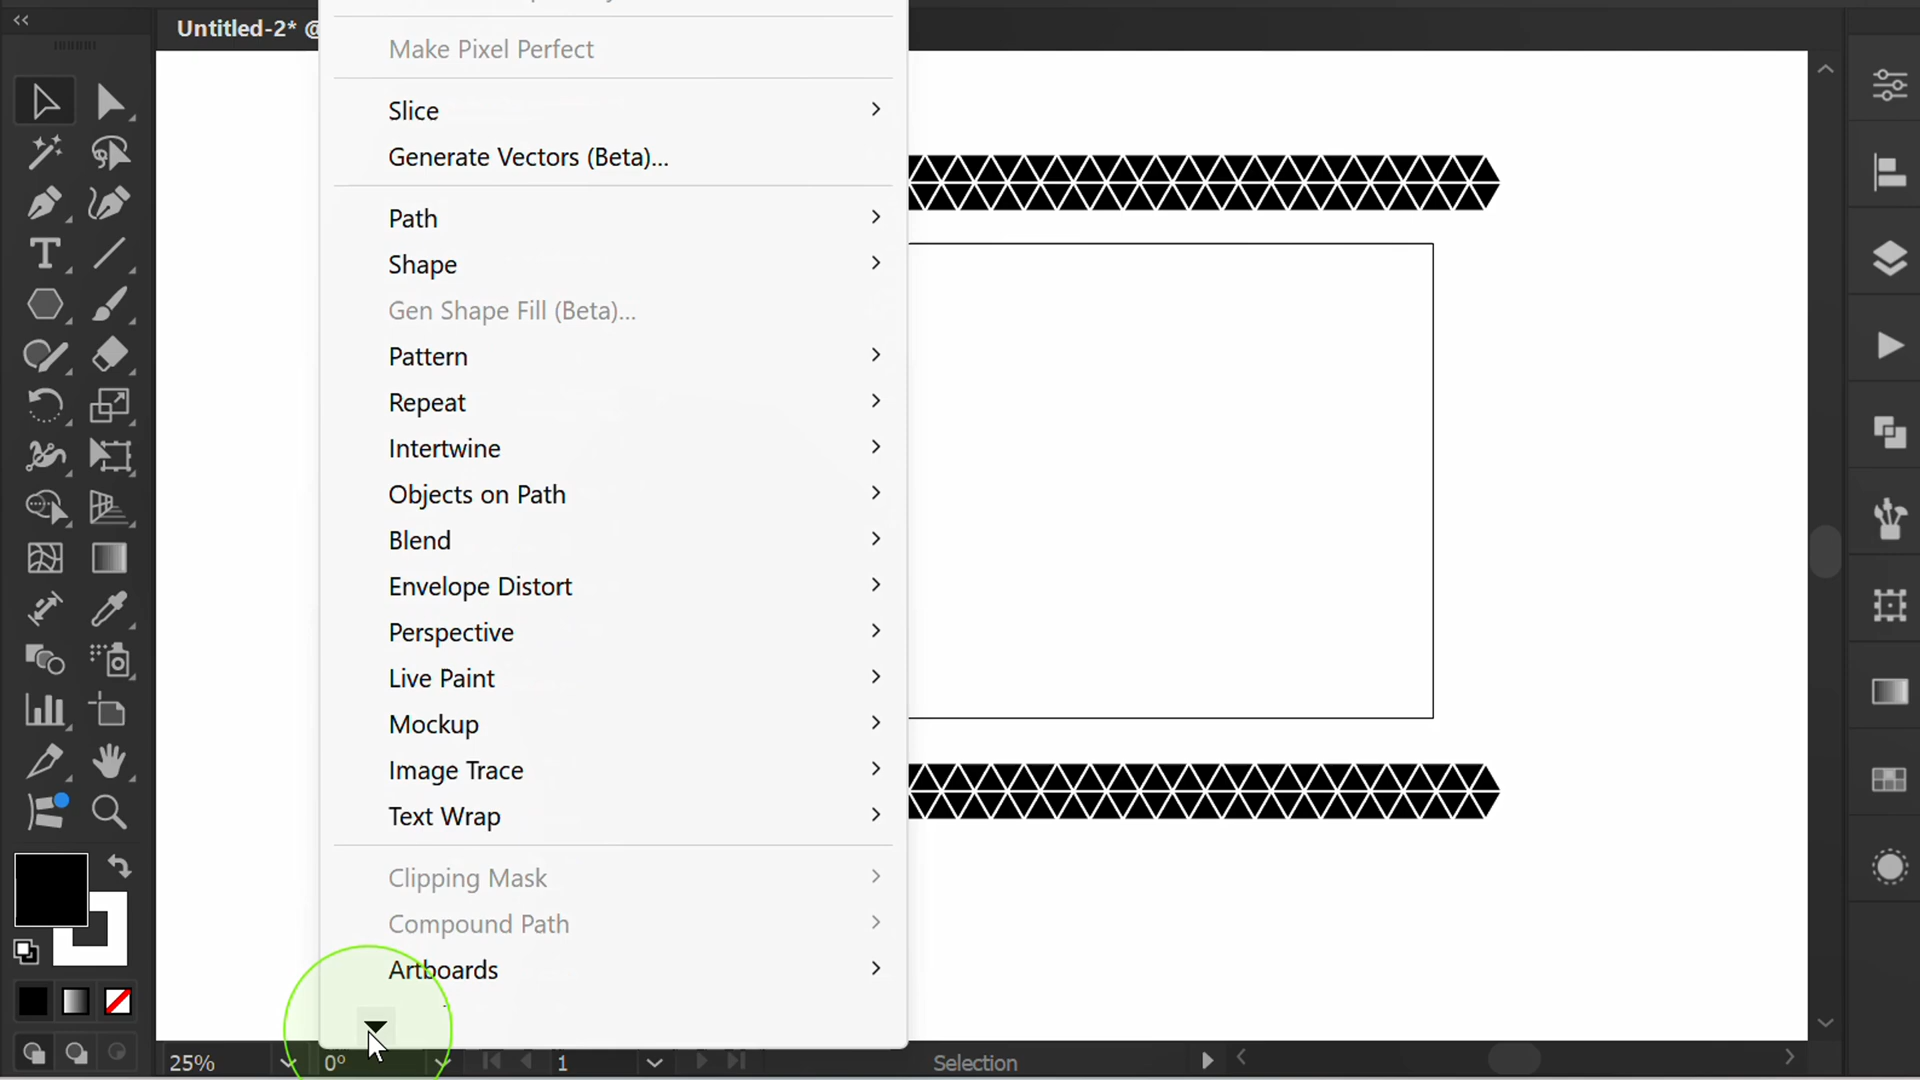 Untitled-2* @
Make Pixel Perfect
Slice
Generate Vectors (Beta)...
Path
Shape
Gen Shape Fill (Beta)...
Pattern
Repeat
Intertwine
Objects on Path
Blend
Envelope Distort
Perspective
Live Paint
Mockup
Image Trace
Text Wrap
Clipping Mask
Compound Path
Artboards
25%
0°
1
Selection